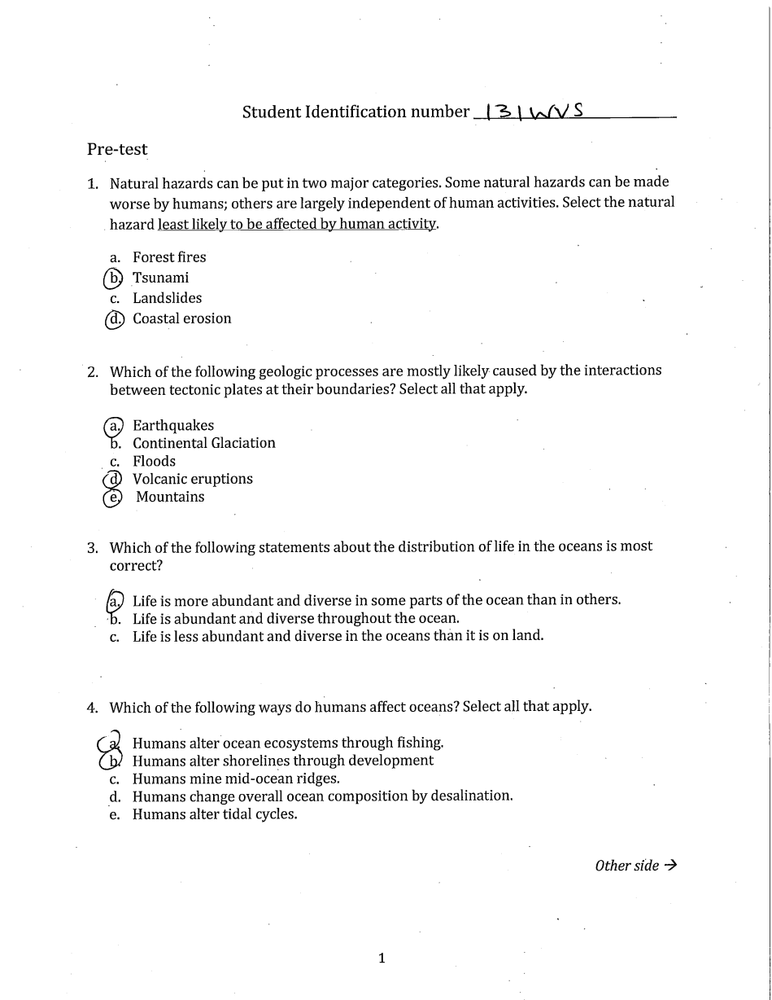 Student Identification number 131WVS
Pre-test
1. Natural hazards can be put in two major categories. Some natural hazards can be made
worse by humans; others are largely independent of human activities. Select the natural
hazard least likely to be affected by human activity.
a. Forest fires
b. Tsunami
c. Landslides
d. Coastal erosion
2. Which of the following geologic processes are mostly likely caused by the interactions
between tectonic plates at their boundaries? Select all that apply.
a. Earthquakes
b. Continental Glaciation
c. Floods
d. Volcanic eruptions
e. Mountains
3. Which of the following statements about the distribution of life in the oceans is most
correct?
a. Life is more abundant and diverse in some parts of the ocean than in others.
b. Life is abundant and diverse throughout the ocean.
c. Life is less abundant and diverse in the oceans than it is on land.
4. Which of the following ways do humans affect oceans? Select all that apply.
a. Humans alter ocean ecosystems through fishing.
b. Humans alter shorelines through development
c. Humans mine mid-ocean ridges.
d. Humans change overall ocean composition by desalination.
e. Humans alter tidal cycles.
Other side →
1